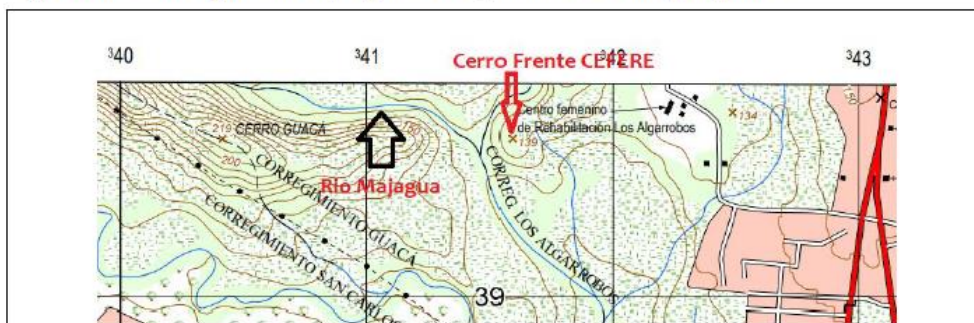 ³40 ³41 ³42 ³43
Cerro Frente CEFERE
Centro femenino
de Rehabilitación Los Algarrobos
139
134
150
219
CERRO GUACA
150
200
Río Majagua
CORREGIMIENTO GUACA
CORREGIMIENTO SAN CARLOS
CORREG. LOS ALGARROBOS
39
C